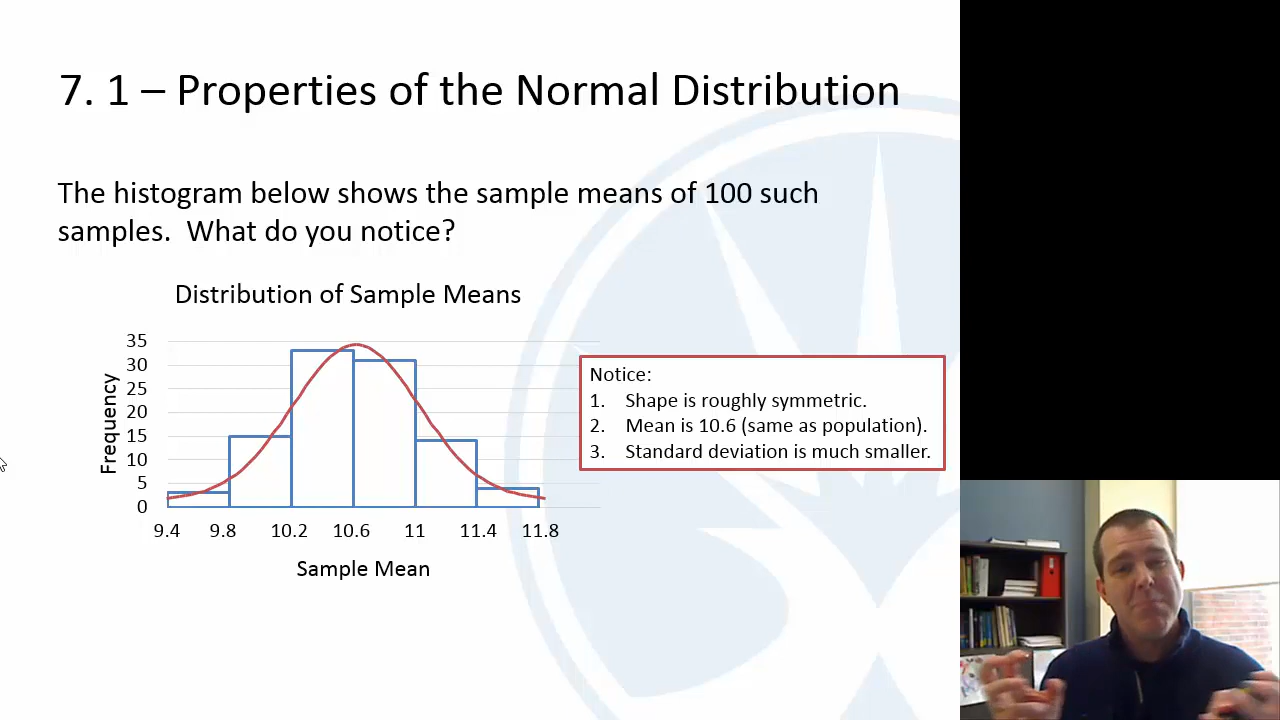 7. 1 – Properties of the Normal Distribution
The histogram below shows the sample means of 100 such
samples.  What do you notice?
Distribution of Sample Means
Frequency
35
30
25
20
15
10
5
0
9.4 9.8 10.2 10.6 11 11.4 11.8
Sample Mean
Notice:
1. Shape is roughly symmetric.
2. Mean is 10.6 (same as population).
3. Standard deviation is much smaller.